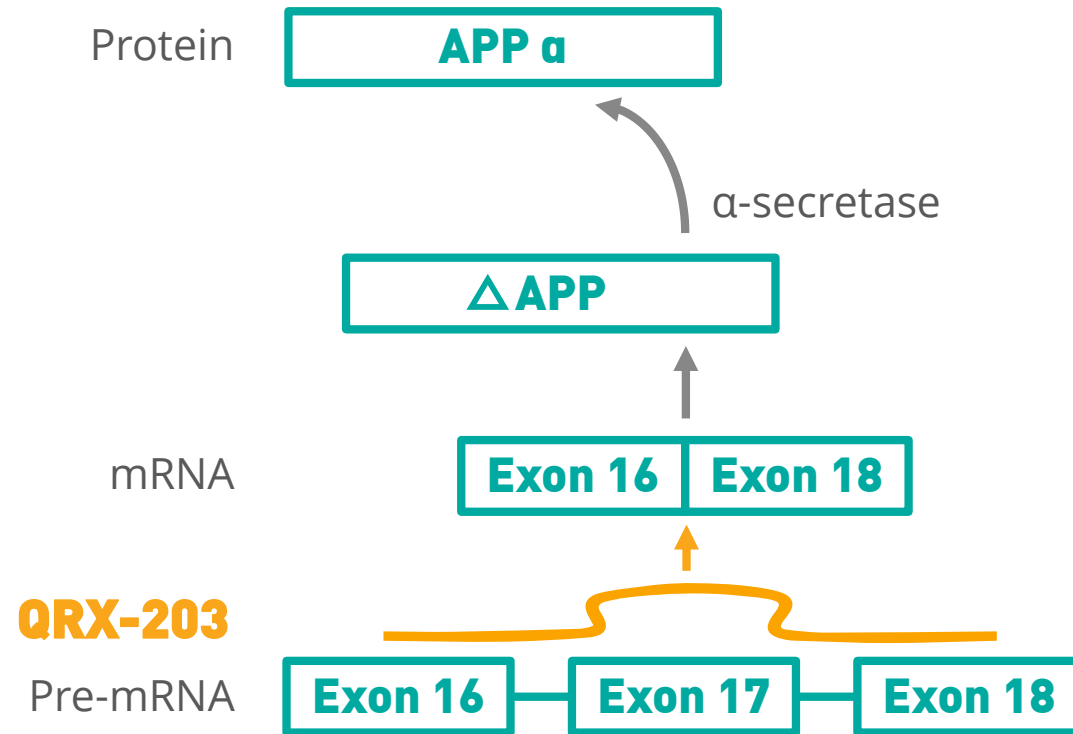 Protein APP α
α-secretase
△ APP
mRNA Exon 16 Exon 18
QRX-203
Pre-mRNA Exon 16 Exon 17 Exon 18